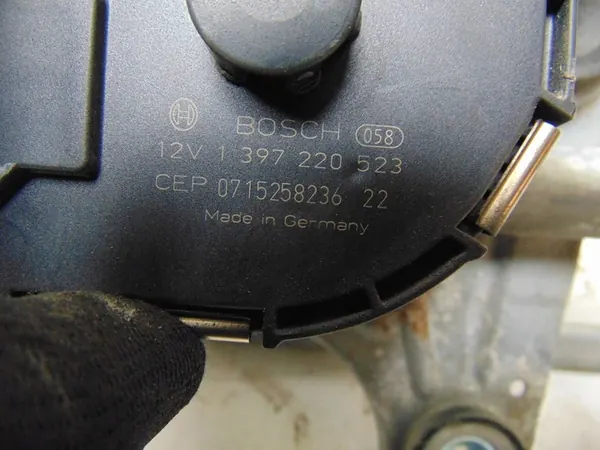 BOSCH 058
12V 1 397 220 523
CEP 0715258236 22
Made in Germany